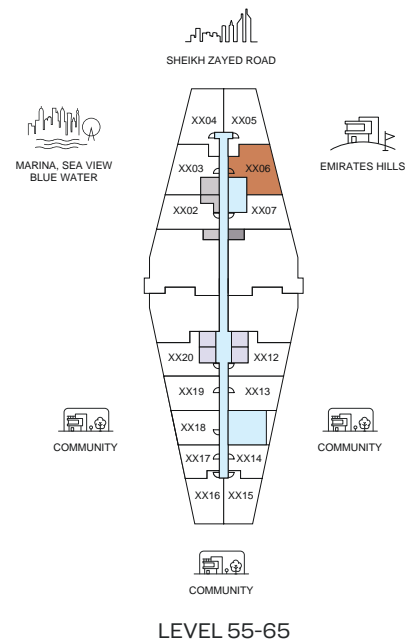 SHEIKH ZAYED ROAD
MARINA, SEA VIEW
BLUE WATER
EMIRATES HILLS
XX04
XX05
XX03
XX06
XX02
XX07
XX20
XX12
XX19
XX13
XX18
XX17
XX14
XX16
XX15
COMMUNITY
COMMUNITY
COMMUNITY
LEVEL 55-65